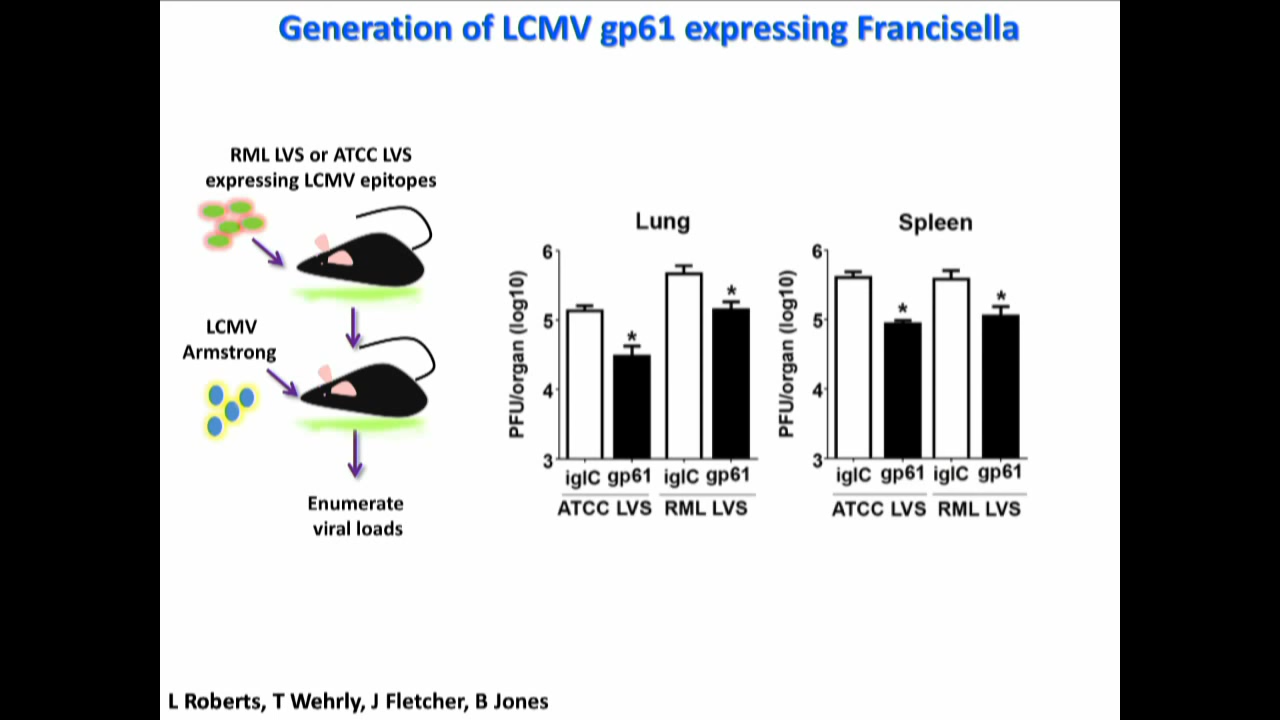 Generation of LCMV gp61 expressing Francisella
RML LVS or ATCC LVS
expressing LCMV epitopes
LCMV
Armstrong
Enumerate
viral loads
Lung
PFU/organ (log10)
6
5
4
3
iglC gp61 iglC gp61
ATCC LVS RML LVS
Spleen
PFU/organ (log10)
6
5
4
3
* *
* *
iglC gp61 iglC gp61
ATCC LVS RML LVS
L Roberts, T Wehrly, J Fletcher, B Jones